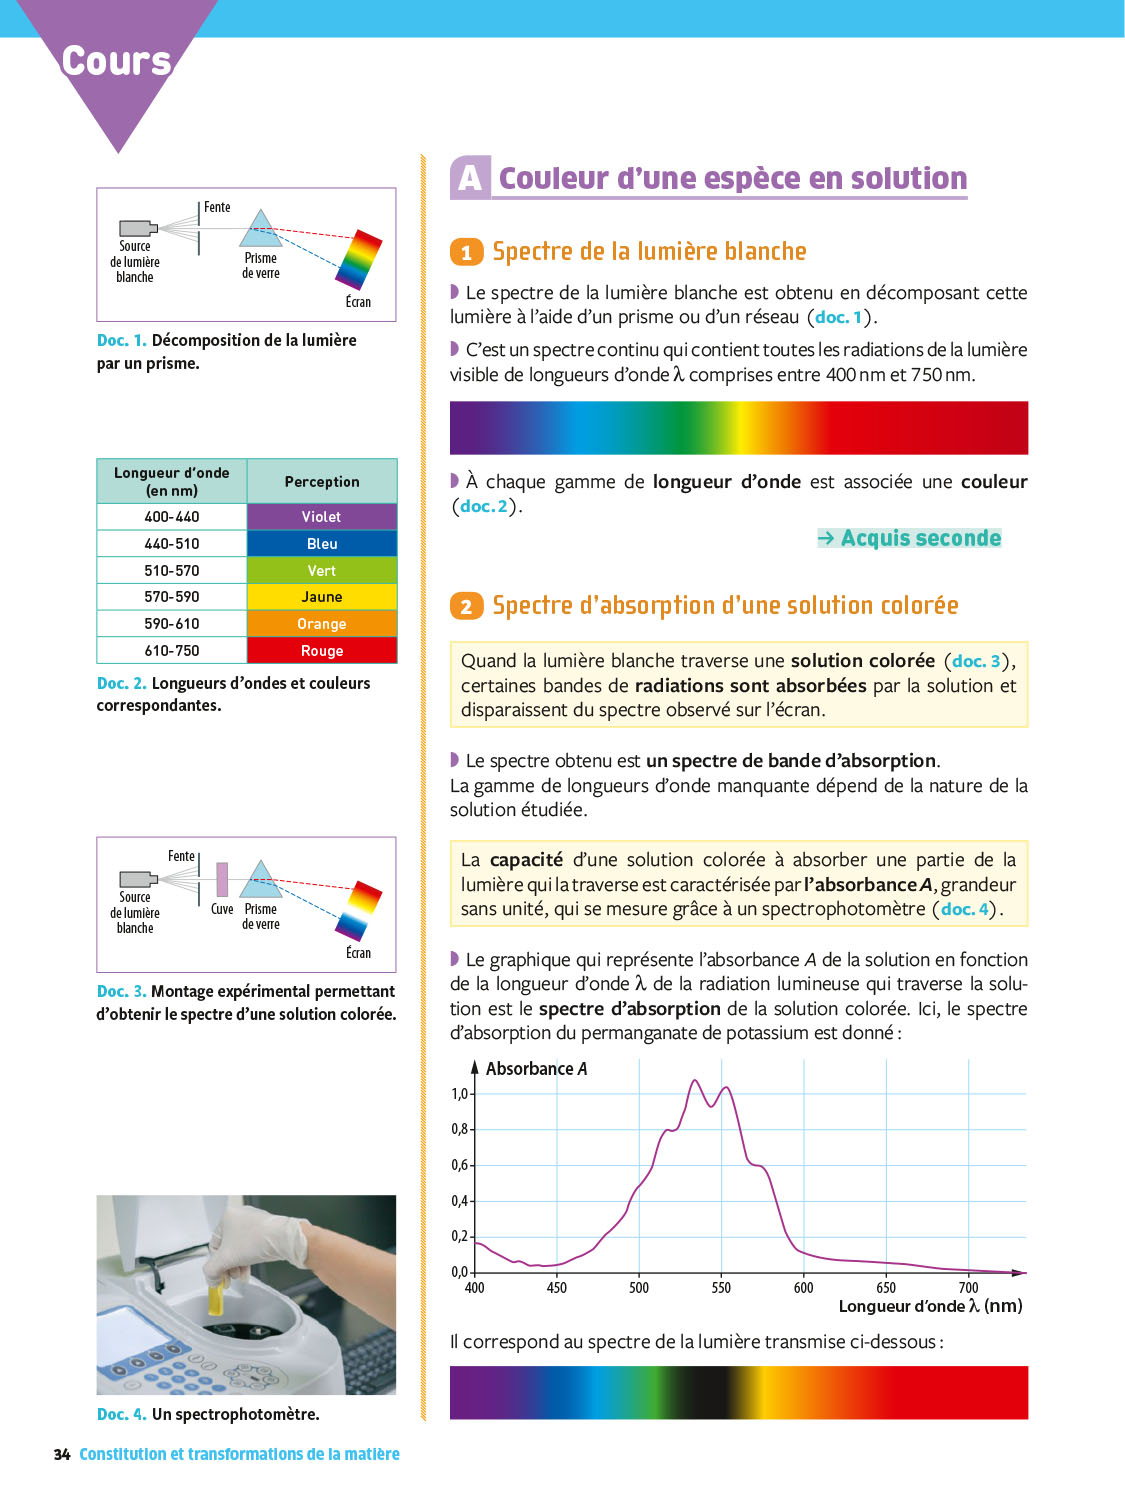 Cours
Fente
Source
de lumière
blanche
Prisme
de verre
Écran
Doc. 1. Décomposition de la lumière
par un prisme.
Longueur d'onde
(en nm)
Perception
400-440 Violet
440-510 Bleu
510-570 Vert
570-590 Jaune
590-610 Orange
610-750 Rouge
Doc. 2. Longueurs d'ondes et couleurs
correspondantes.
Fente
Source
de lumière
blanche
Cuve
Prisme
de verre
Écran
Doc. 3. Montage expérimental permettant
d'obtenir le spectre d'une solution colorée.
Doc. 4. Un spectrophotomètre.
A Couleur d'une espèce en solution
1 Spectre de la lumière blanche
Le spectre de la lumière blanche est obtenu en décomposant cette
lumière à l'aide d'un prisme ou d'un réseau (doc. 1).
C'est un spectre continu qui contient toutes les radiations de la lumière
visible de longueurs d'onde λ comprises entre 400 nm et 750 nm.
À chaque gamme de longueur d'onde est associée une couleur
(doc. 2).
→ Acquis seconde
2 Spectre d'absorption d'une solution colorée
Quand la lumière blanche traverse une solution colorée (doc. 3),
certaines bandes de radiations sont absorbées par la solution et
disparaissent du spectre observé sur l'écran.
Le spectre obtenu est un spectre de bande d'absorption.
La gamme de longueurs d'onde manquante dépend de la nature de la
solution étudiée.
La capacité d'une solution colorée à absorber une partie de la
lumière qui la traverse est caractérisée par l'absorbance A, grandeur
sans unité, qui se mesure grâce à un spectrophotomètre (doc. 4).
Le graphique qui représente l'absorbance A de la solution en fonction
de la longueur d'onde λ de la radiation lumineuse qui traverse la solu-
tion est le spectre d'absorption de la solution colorée. Ici, le spectre
d'absorption du permanganate de potassium est donné :
Absorbance A
1,0
0,8
0,6
0,4
0,2
0,0
400 450 500 550 600 650 700
Longueur d'onde λ (nm)
Il correspond au spectre de la lumière transmise ci-dessous :
34 Constitution et transformations de la matière